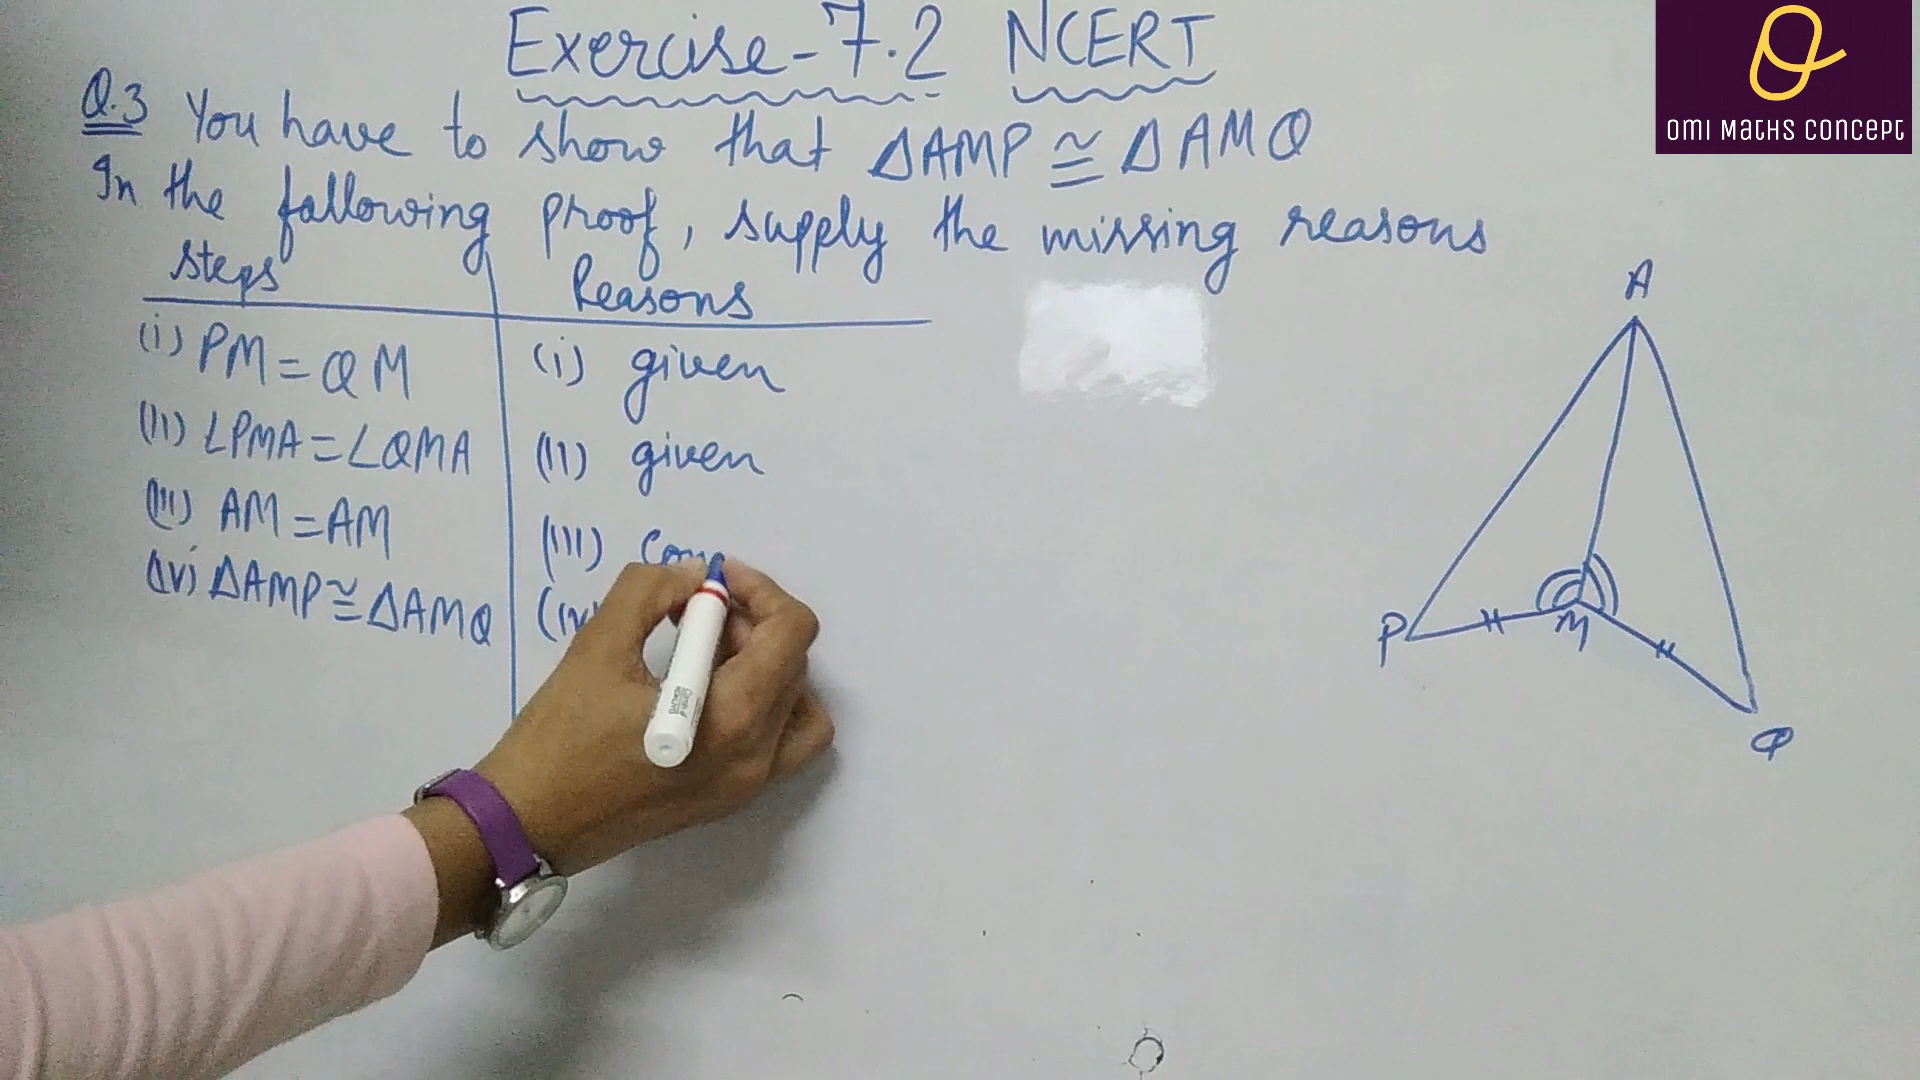 Exercise-7.2 NCERT
OMI MATHS CONCEPT
Q.3 You have to show that ΔAMP ≅ ΔAMQ
In the following proof, supply the missing reasons
steps Reasons
(i) PM = QM (i) given
(ii) ∠PMA = ∠QMA (ii) given
(iii) AM = AM (iii)
(iv) ΔAMP ≅ ΔAMQ (iv
A
P
M
Q